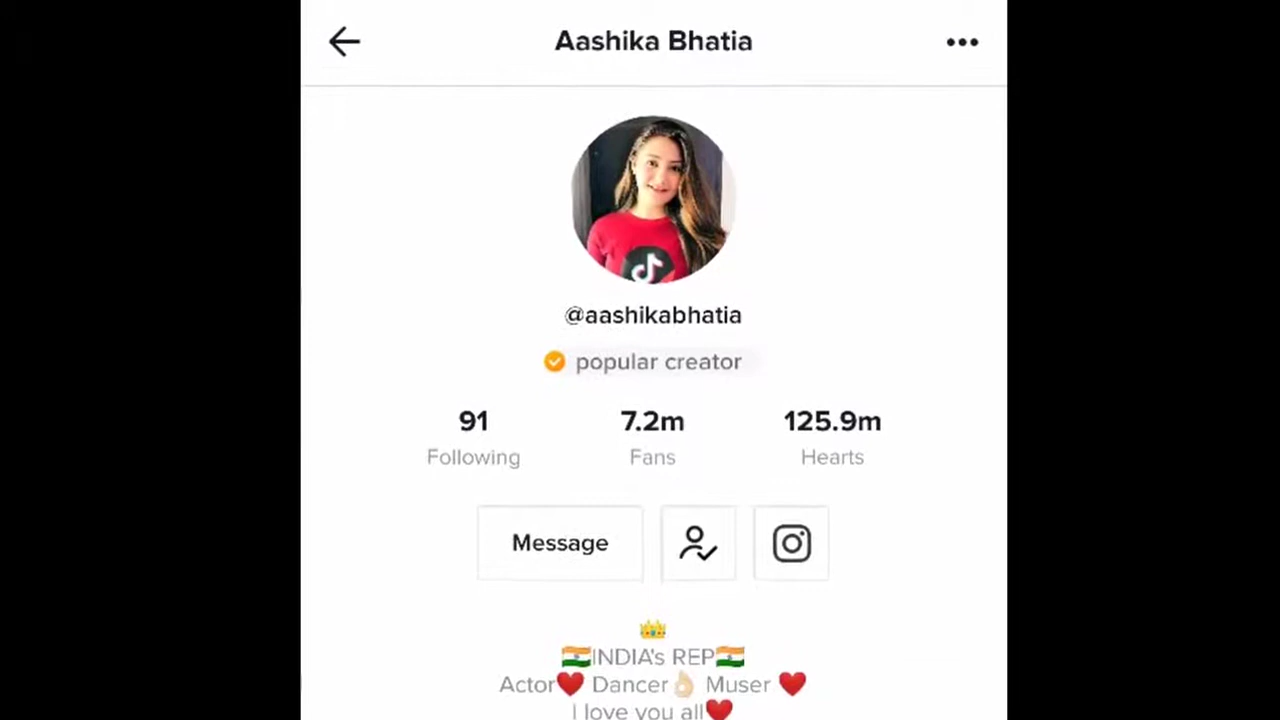 Aashika Bhatia
@aashikabhatia
popular creator
91 7.2m 125.9m
Following Fans Hearts
Message
👑
🇮🇳INDIA's REP🇮🇳
Actor❤️ Dancer👌🏻 Muser ❤️
I love you all❤️